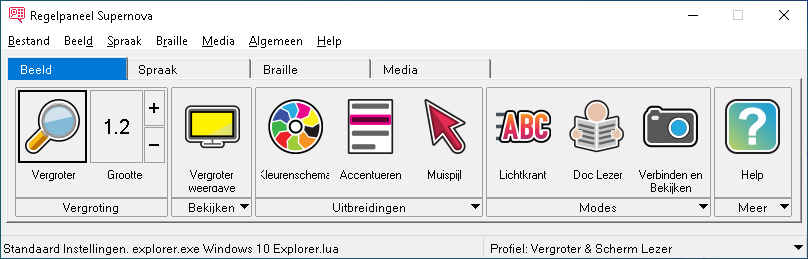 Regelpaneel Supernova
Bestand Beeld Spraak Braille Media Algemeen Help
Beeld Spraak Braille Media
1.2 + −
ABC
?
Vergroter Grootte Vergroter weergave Kleurenschema Accentueren Muispijl Lichtkrant Doc Lezer Verbinden en Bekijken Help
Vergroting Bekijken Uitbreidingen Modes Meer
Standaard Instellingen. explorer.exe Windows 10 Explorer.lua Profiel: Vergroter & Scherm Lezer